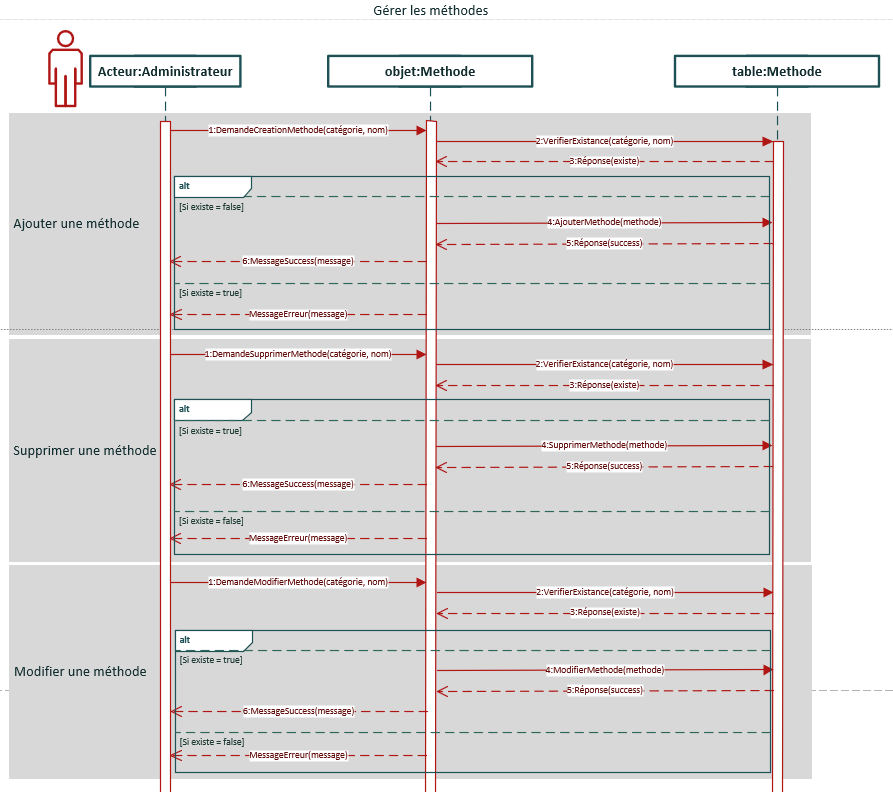 Gérer les méthodes
Acteur:Administrateur
objet:Methode
table:Methode
1:DemandeCreationMethode(catégorie, nom)
2:VerifierExistance(catégorie, nom)
3:Réponse(existe)
alt
[Si existe = false]
Ajouter une méthode
4:AjouterMethode(methode)
5:Réponse(success)
6:MessageSuccess(message)
[Si existe = true]
MessageErreur(message)
1:DemandeSupprimerMethode(catégorie, nom)
2:VerifierExistance(catégorie, nom)
3:Réponse(existe)
alt
[Si existe = true]
Supprimer une méthode
4:SupprimerMethode(methode)
5:Réponse(success)
6:MessageSuccess(message)
[Si existe = false]
MessageErreur(message)
1:DemandeModifierMethode(catégorie, nom)
2:VerifierExistance(catégorie, nom)
3:Réponse(existe)
alt
[Si existe = true]
Modifier une méthode
4:ModifierMethode(methode)
5:Réponse(success)
6:MessageSuccess(message)
[Si existe = false]
MessageErreur(message)